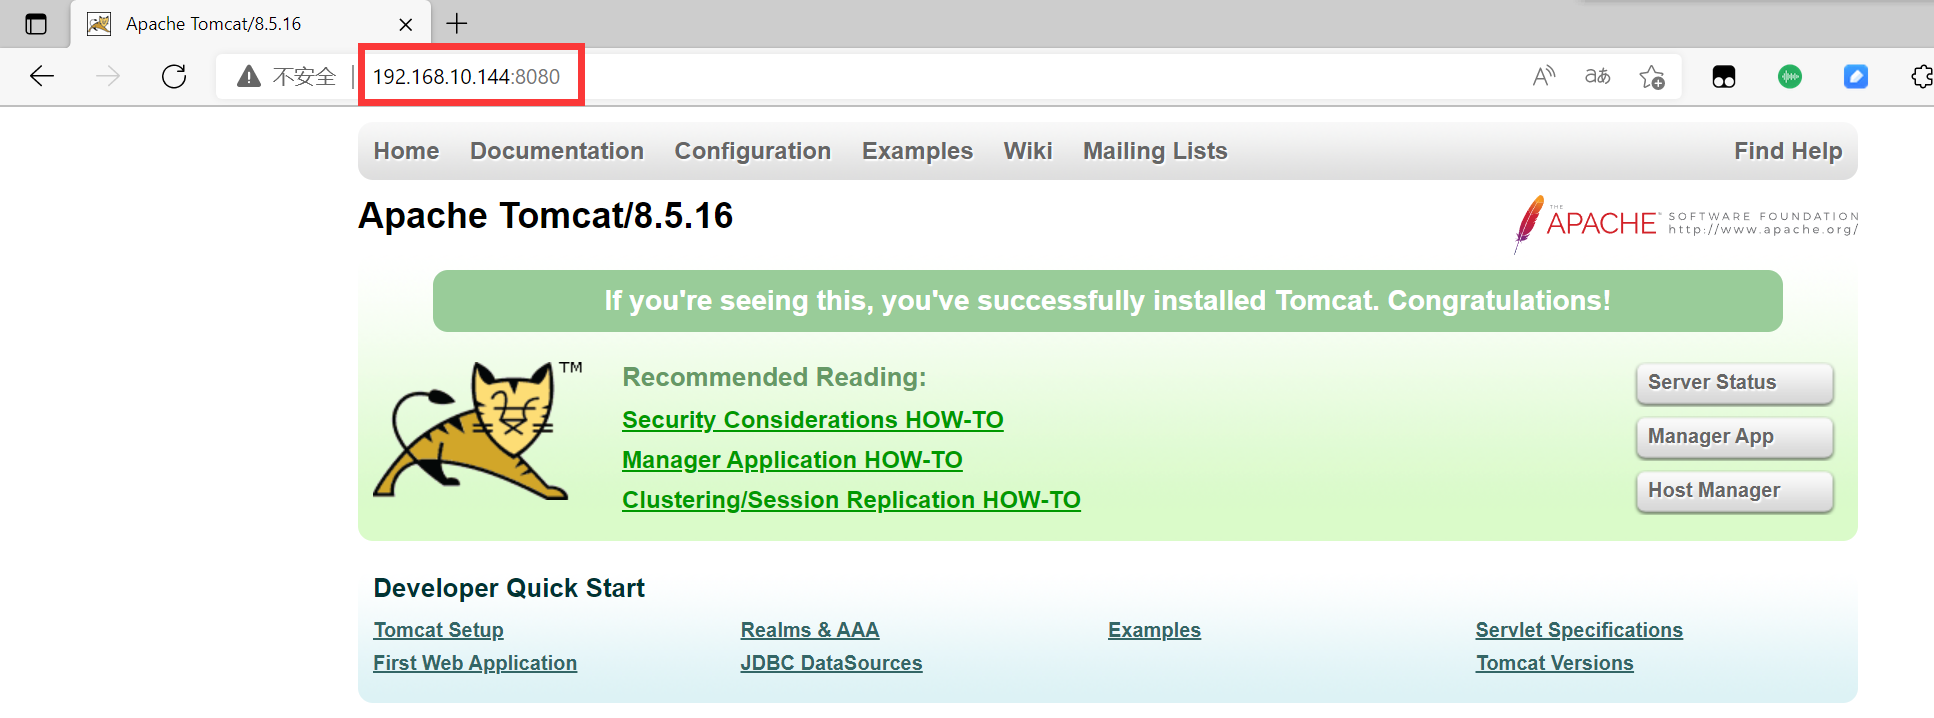 Apache Tomcat/8.5.16
不安全 192.168.10.144:8080
Home Documentation Configuration Examples Wiki Mailing Lists Find Help
Apache Tomcat/8.5.16
THE APACHE SOFTWARE FOUNDATION
http://www.apache.org/
If you're seeing this, you've successfully installed Tomcat. Congratulations!
TM
Recommended Reading:
Security Considerations HOW-TO
Manager Application HOW-TO
Clustering/Session Replication HOW-TO
Server Status
Manager App
Host Manager
Developer Quick Start
Tomcat Setup Realms & AAA Examples Servlet Specifications
First Web Application JDBC DataSources Tomcat Versions